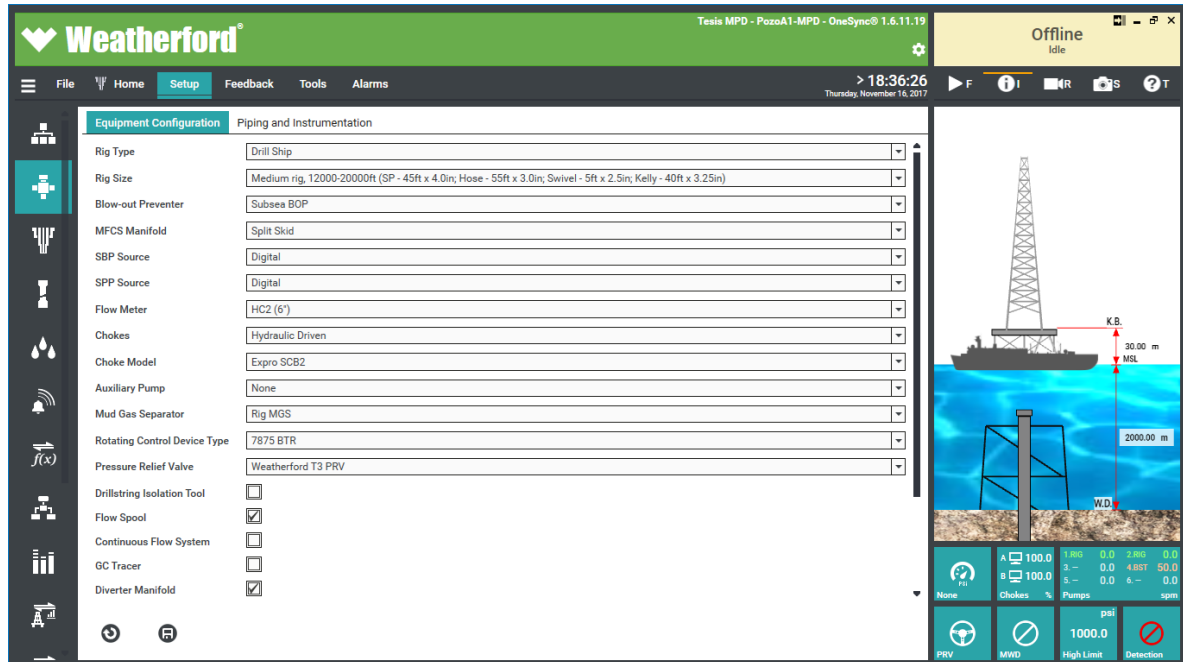 Weatherford®
Tesis MPD - PozoA1-MPD - OneSync® 1.6.11.19
Offline
Idle
File
Home
Setup
Feedback
Tools
Alarms
> 18:36:26
Thursday, November 16, 2017
F
I
R
S
T
Equipment Configuration
Piping and Instrumentation
Rig Type Drill Ship
Rig Size Medium rig, 12000-20000ft (SP - 45ft x 4.0in; Hose - 55ft x 3.0in; Swivel - 5ft x 2.5in; Kelly - 40ft x 3.25in)
Blow-out Preventer Subsea BOP
MFCS Manifold Split Skid
SBP Source Digital
SPP Source Digital
Flow Meter HC2 (6")
Chokes Hydraulic Driven
Choke Model Expro SCB2
Auxiliary Pump None
Mud Gas Separator Rig MGS
Rotating Control Device Type 7875 BTR
Pressure Relief Valve Weatherford T3 PRV
Drillstring Isolation Tool
Flow Spool
Continuous Flow System
GC Tracer
Diverter Manifold
f(x)
K.B.
30.00 m
MSL
2000.00 m
W.D.
PSI
None
A 100.0
B 100.0
Chokes %
1.RIG 0.0 2.RIG 0.0
3. -- 0.0 4.BST 50.0
5. -- 0.0 6. -- 0.0
Pumps spm
PRV
MWD
psi
1000.0
High Limit
Detection